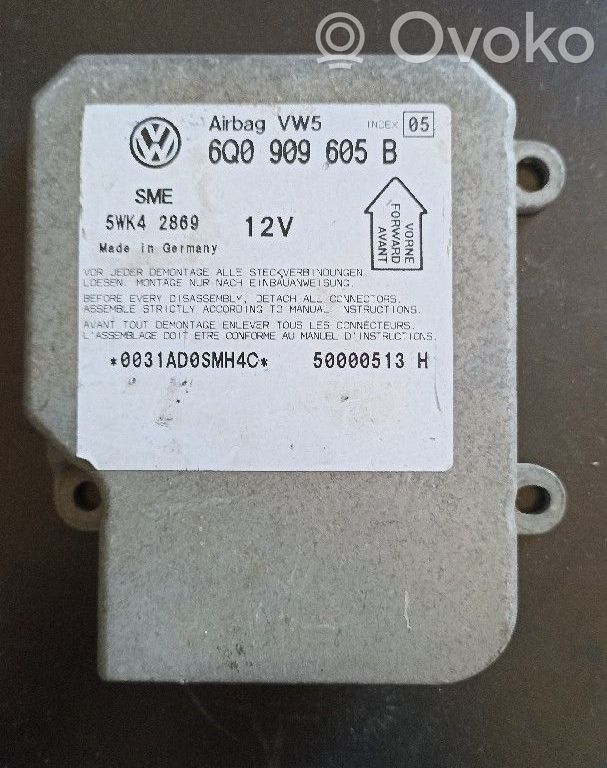 Ovoko
Airbag VW5 INDEX 05
6Q0 909 605 B
SME
5WK4 2869 12V
Made in Germany
VORNE
FORWARD
AVANT
VOR JEDER DEMONTAGE ALLE STECKVERBINDUNGEN
LOESEN. MONTAGE NUR NACH EINBAUANWEISUNG.
BEFORE EVERY DISASSEMBLY, DETACH ALL CONNECTORS.
ASSEMBLE STRICTLY ACCORDING TO MANUAL INSTRUCTIONS.
AVANT TOUT DEMONTAGE ENLEVER TOUS LES CONNECTEURS.
L'ASSEMBLAGE DOIT ETRE CONFORME AU MANUEL D'INSTRUCTIONS.
*0031AD0SMH4C* 50000513 H